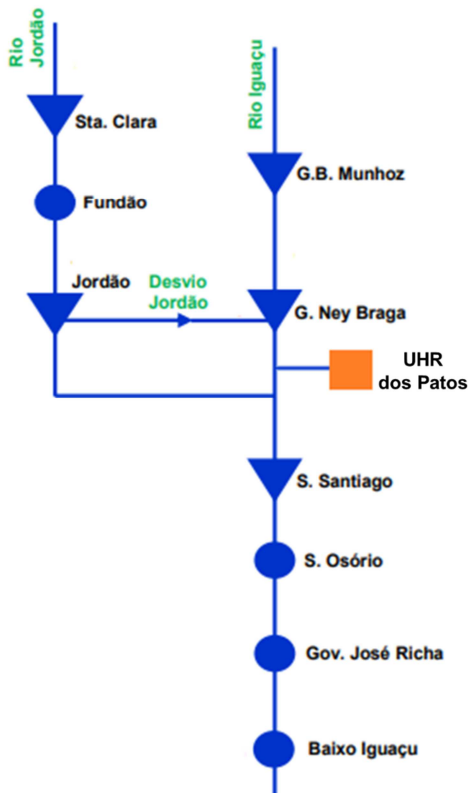 Rio
Jordão
Rio Iguaçu
Sta. Clara
G.B. Munhoz
Fundão
Jordão
Desvio
Jordão
G. Ney Braga
UHR
dos Patos
S. Santiago
S. Osório
Gov. José Richa
Baixo Iguaçu